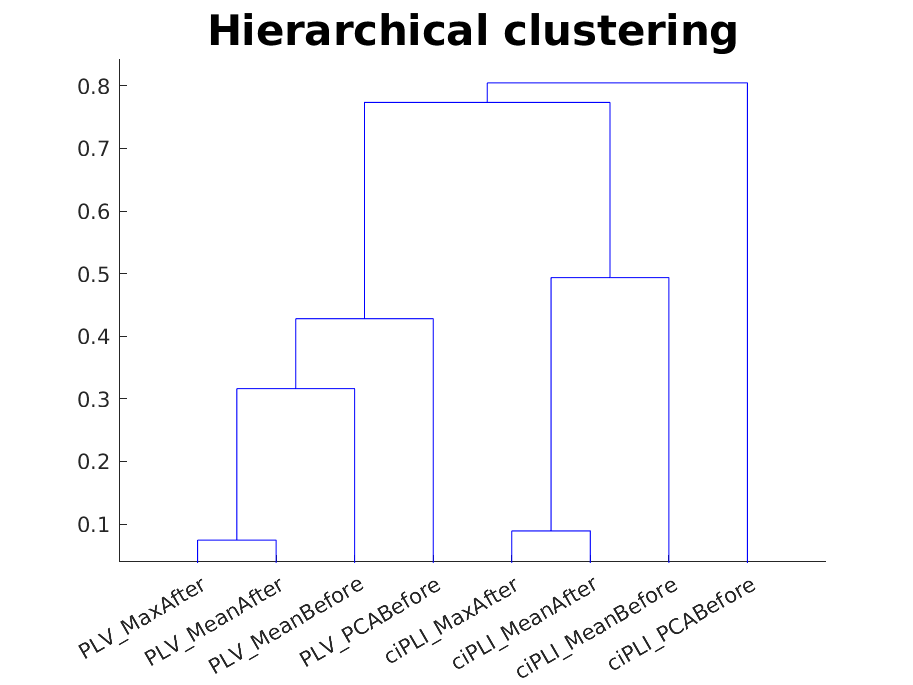 Hierarchical clustering
0.8
0.7
0.6
0.5
0.4
0.3
0.2
0.1
PLV_MaxAfter
PLV_MeanAfter
PLV_MeanBefore
PLV_PCABefore
ciPLI_MaxAfter
ciPLI_MeanAfter
ciPLI_MeanBefore
ciPLI_PCABefore